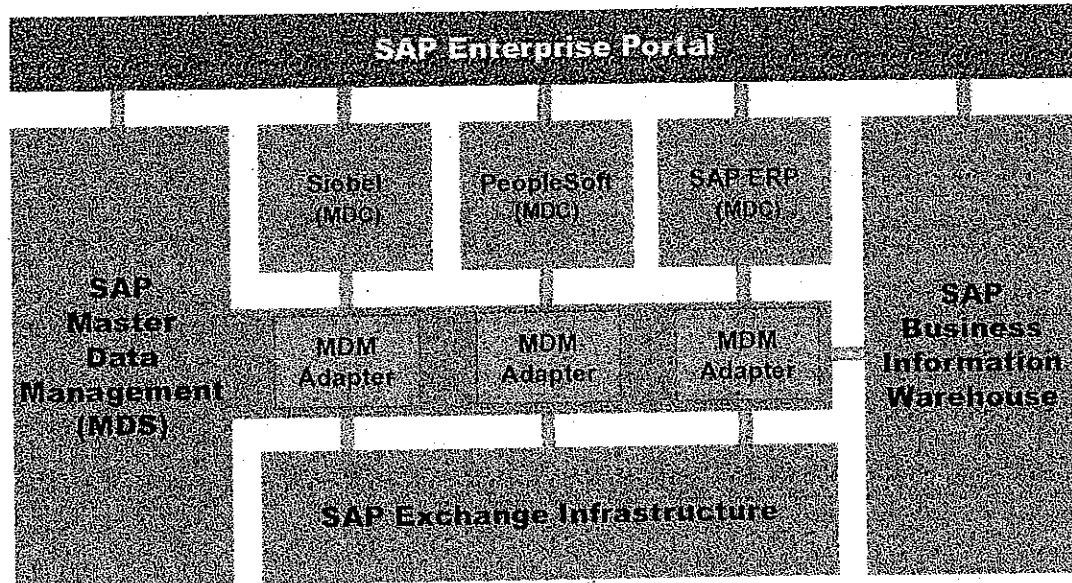 SAP Enterprise Portal
Siebel
(MDC)
PeopleSoft
(MDC)
SAP ERP
(MDC)
SAP
Master
Data
Management
(MDS)
MDM
Adapter
MDM
Adapter
MDM
Adapter
SAP
Business
Information
Warehouse
SAP Exchange Infrastructure